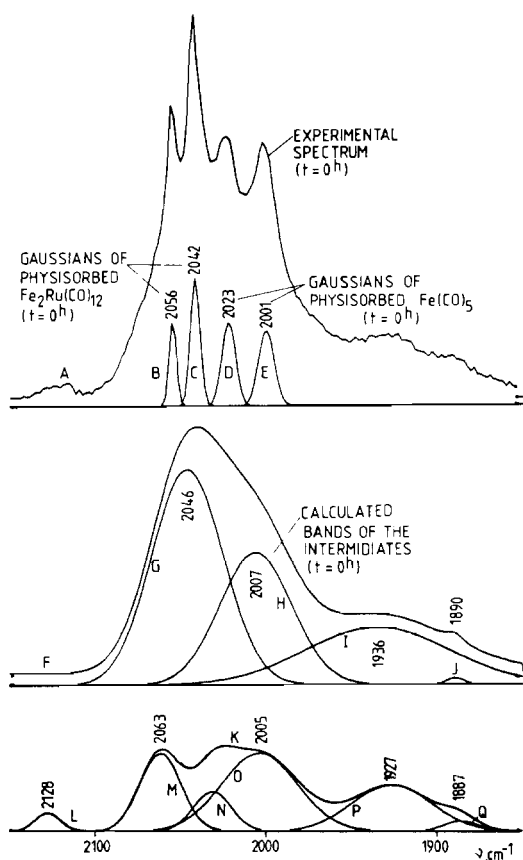 EXPERIMENTAL
SPECTRUM
(t = 0h)
GAUSSIANS OF
PHYSISORBED
Fe2Ru(CO)12
(t = 0h)
2056
2042
2023
2001
GAUSSIANS OF
PHYSISORBED Fe(CO)5
(t = 0h)
A
B
C
D
E
2046
2007
CALCULATED
BANDS OF THE
INTERMIDIATES
(t = 0h)
1936
1890
F
G
H
I
J
2128
2063
K
2005
1927
1887
L
M
N
O
P
Q
2100
2000
1900
ν cm-1